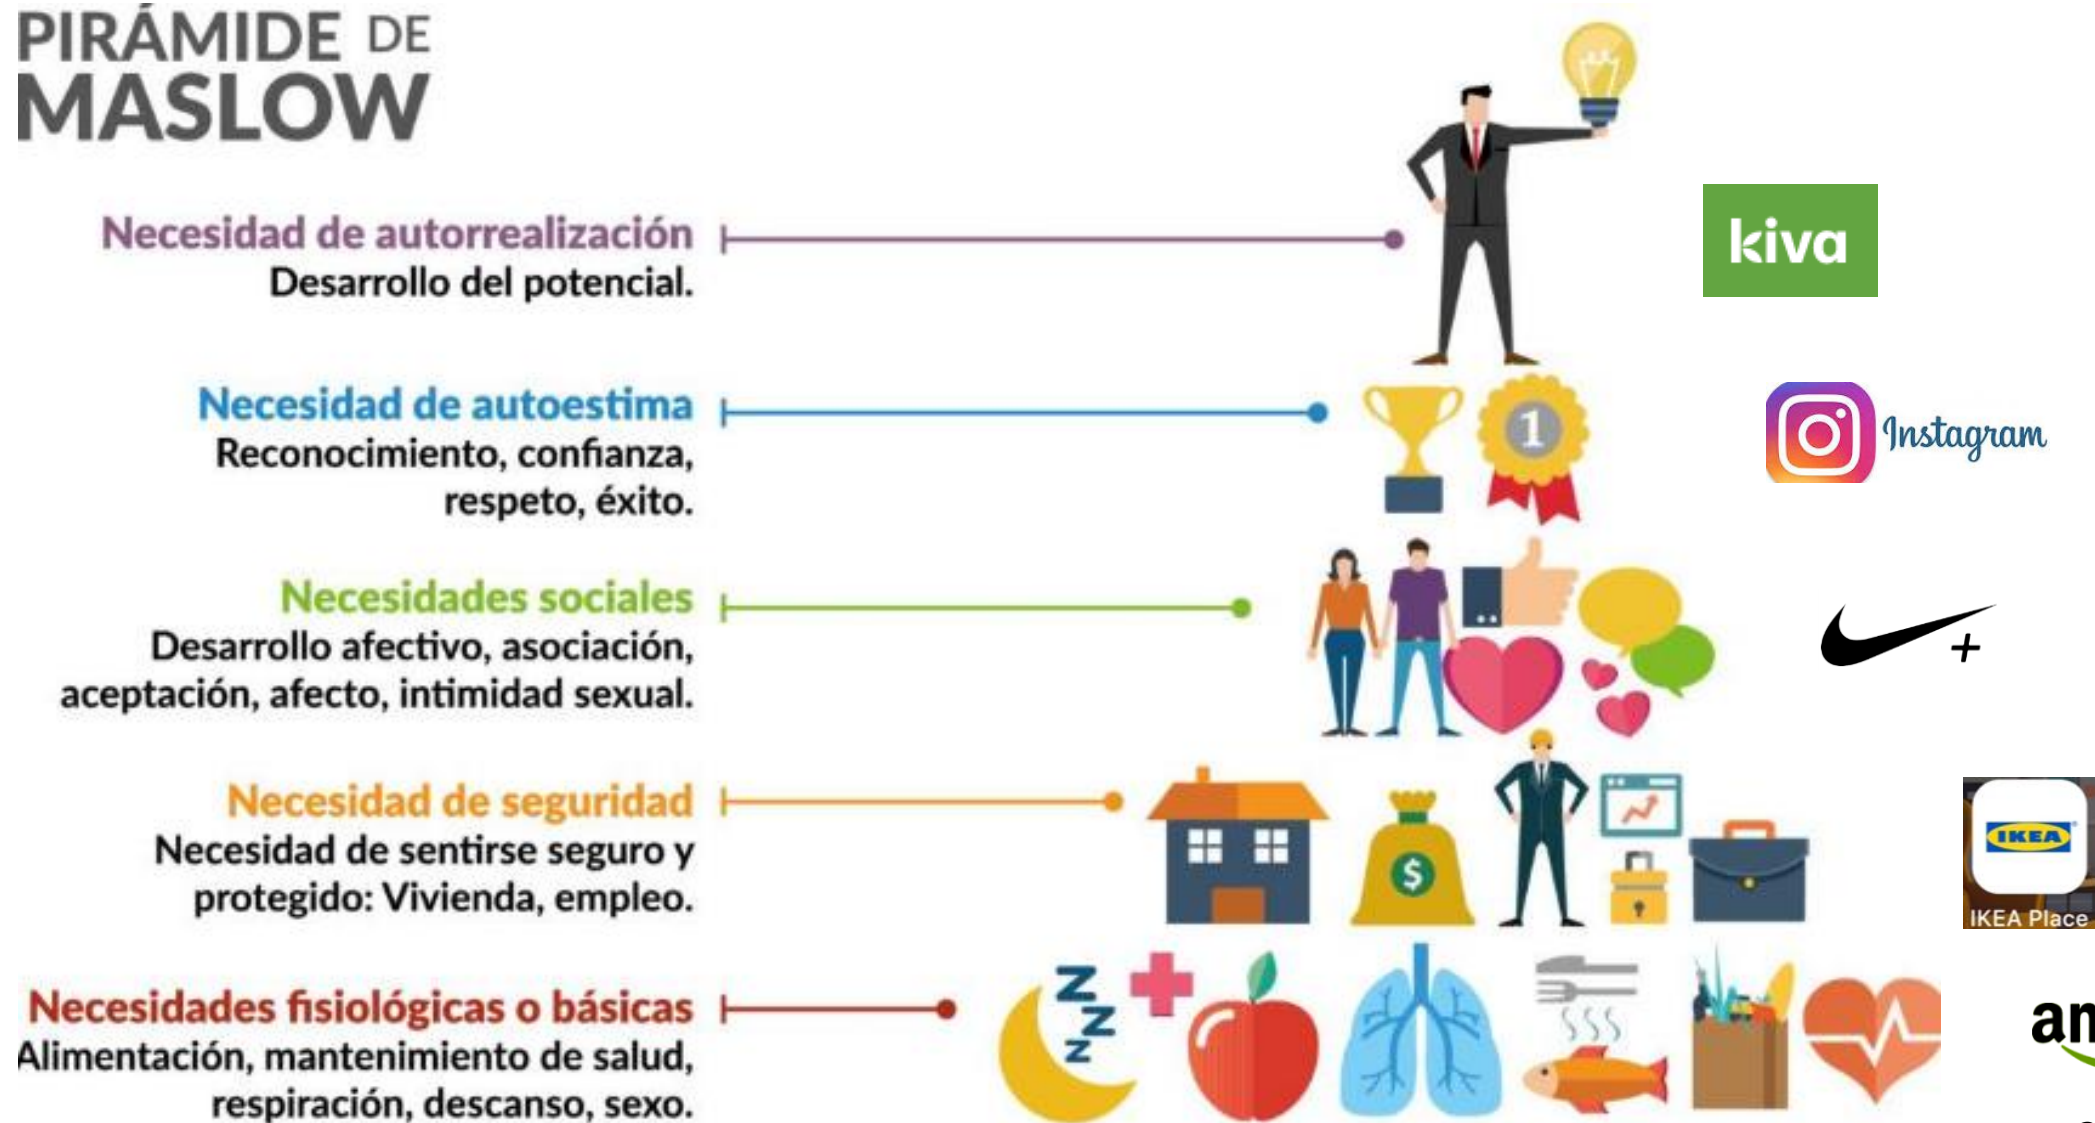 PIRÁMIDE DE
MASLOW
Necesidad de autorrealización
Desarrollo del potencial.
kiva
Necesidad de autoestima
Reconocimiento, confianza,
respeto, éxito.
1
Instagram
Necesidades sociales
Desarrollo afectivo, asociación,
aceptación, afecto, intimidad sexual.
+
Necesidad de seguridad
Necesidad de sentirse seguro y
protegido: Vivienda, empleo.
$
IKEA
IKEA Place
Necesidades fisiológicas o básicas
Alimentación, mantenimiento de salud,
respiración, descanso, sexo.
Z
Z
Z